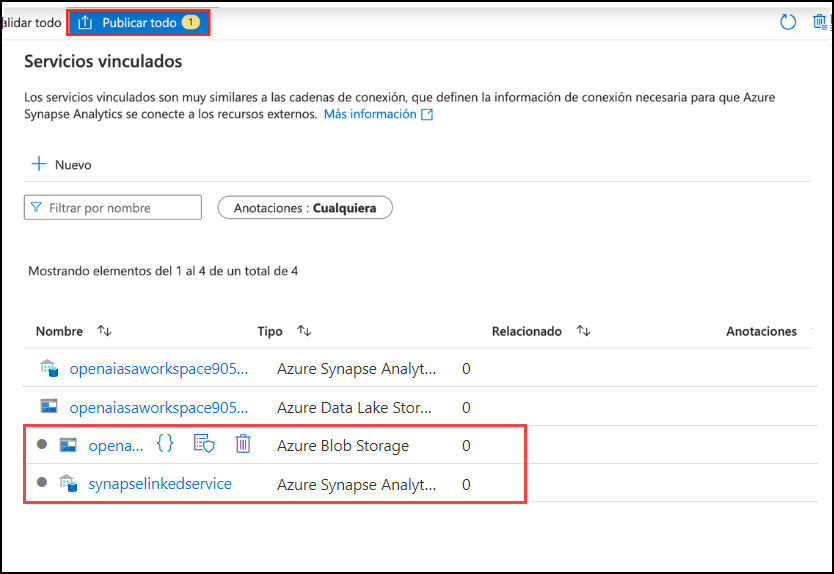 alidar todo Publicar todo 1
Servicios vinculados
Los servicios vinculados son muy similares a las cadenas de conexión, que definen la información de conexión necesaria para que Azure
Synapse Analytics se conecte a los recursos externos. Más información
Nuevo
Filtrar por nombre Anotaciones : Cualquiera
Mostrando elementos del 1 al 4 de un total de 4
Nombre Tipo Relacionado Anotaciones
openaiasaworkspace905... Azure Synapse Analyt... 0
openaiasaworkspace905... Azure Data Lake Stor... 0
opena... {} Azure Blob Storage 0
synapselinkedservice Azure Synapse Analyt... 0